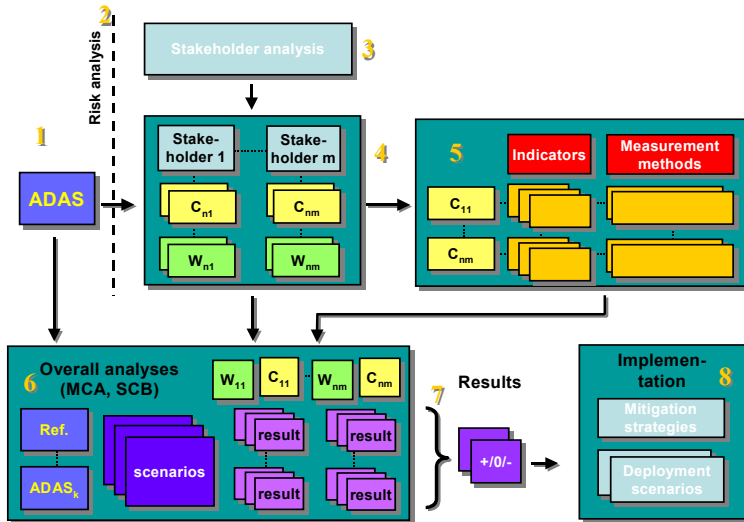 2
Risk analysis
Stakeholder analysis
3
1
ADAS
Stake-
holder 1
Stake-
holder m
4
Cn1
Cnm
Wn1
Wnm
5
Indicators
Measurement
methods
C11
Cnm
6
Overall analyses
(MCA, SCB)
W11
C11
Wnm
Cnm
Ref.
ADASk
scenarios
result
result
result
result
7
Results
+/0/-
Implemen-
tation
8
Mitigation
strategies
Deployment
scenarios